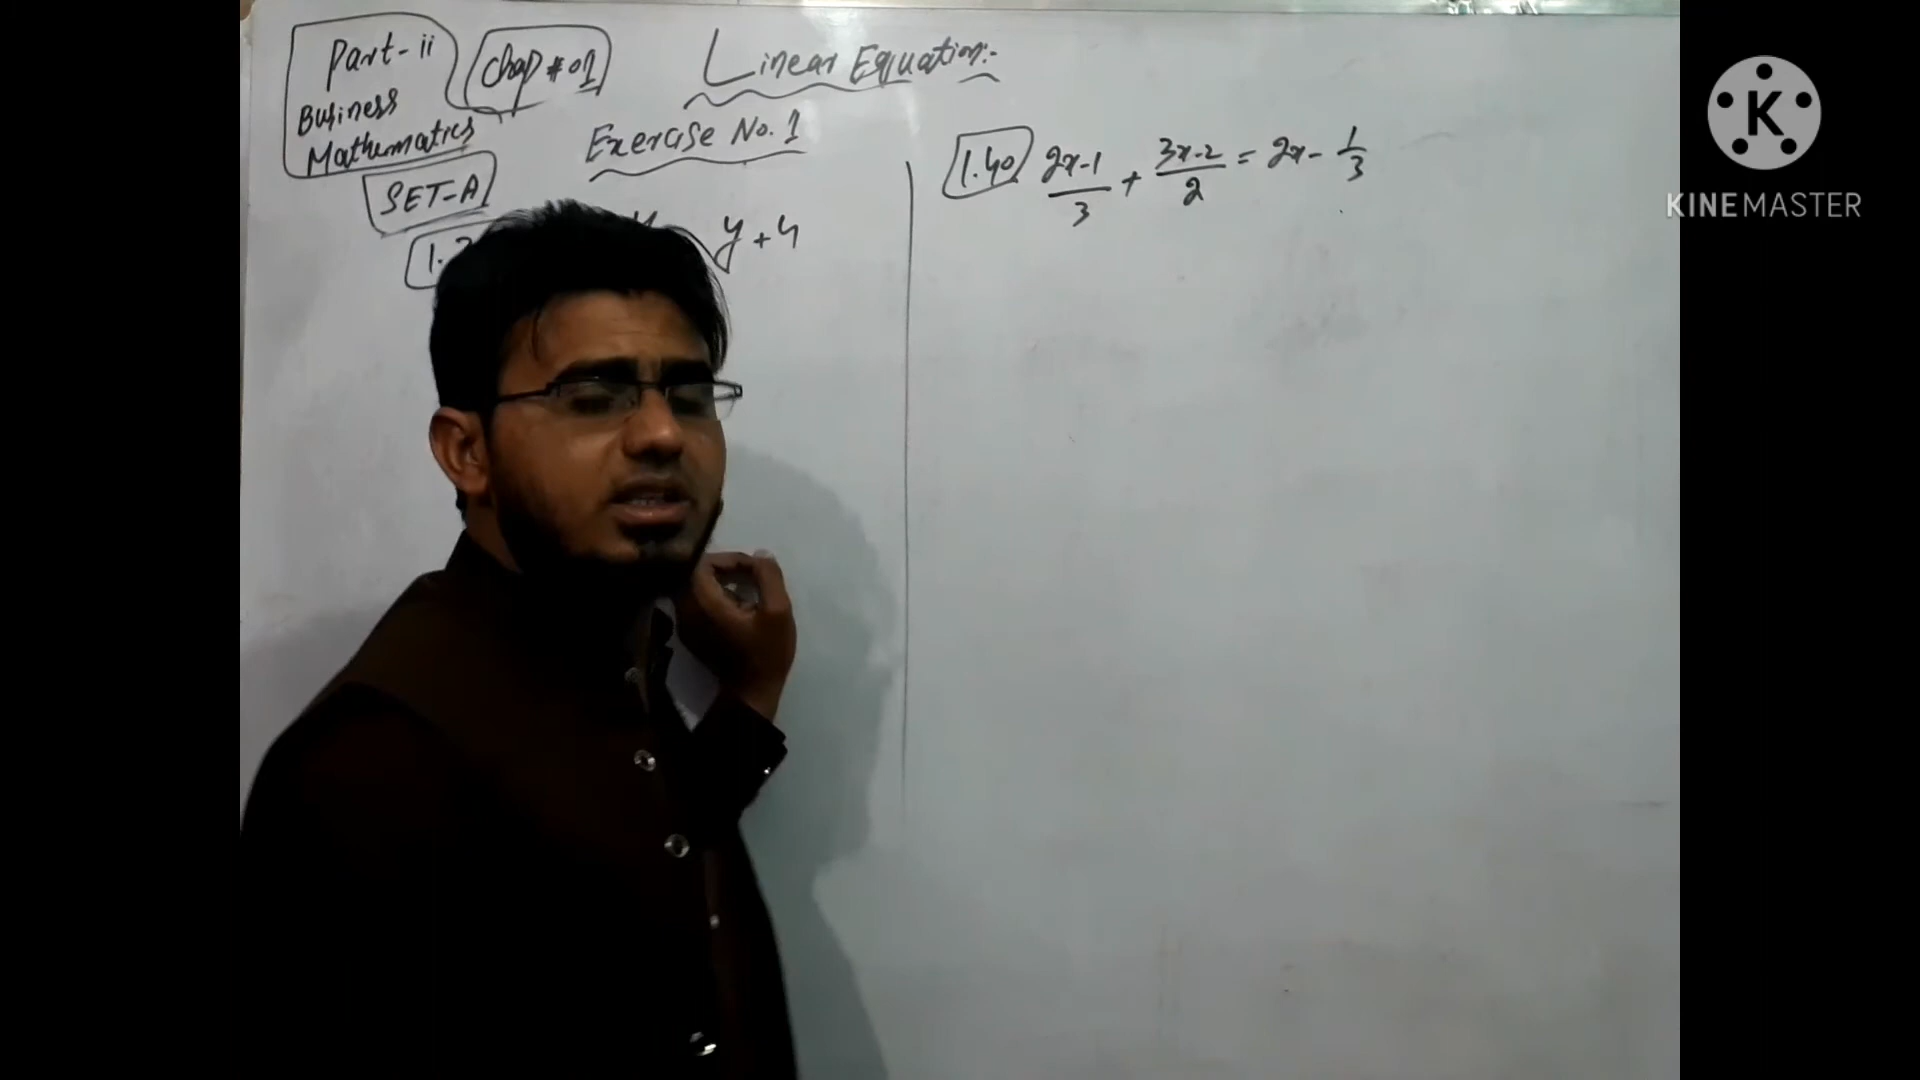 Part-ii
Business
Mathematics
Chap # 01
Linear Equation:-
Exercise No. 1
SET-A
y + 4
1.40 2x-1/3 + 3x-2/2 = 2x - 1/3
K
KINEMASTER